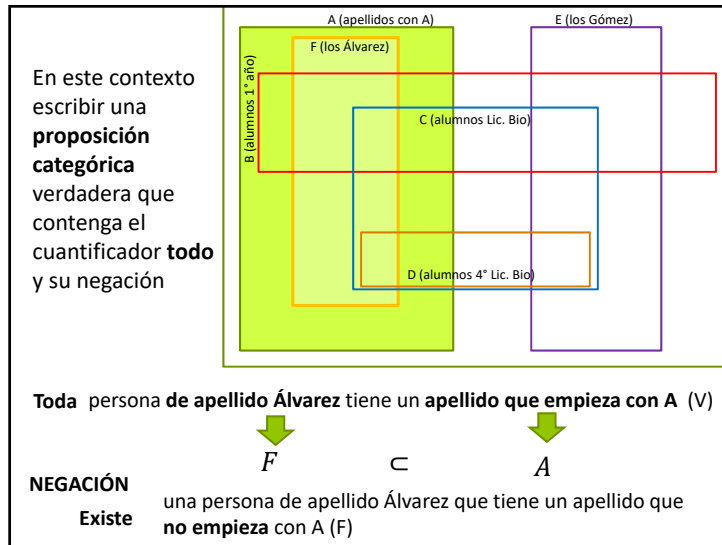 A (apellidos con A)
E (los Gómez)
F (los Álvarez)
B (alumnos 1° año)
C (alumnos Lic. Bio)
D (alumnos 4° Lic. Bio)
En este contexto
escribir una
proposición
categórica
verdadera que
contenga el
cuantificador todo
y su negación
Toda persona de apellido Álvarez tiene un apellido que empieza con A (V)
F ⊂ A
NEGACIÓN
Existe una persona de apellido Álvarez que tiene un apellido que
no empieza con A (F)